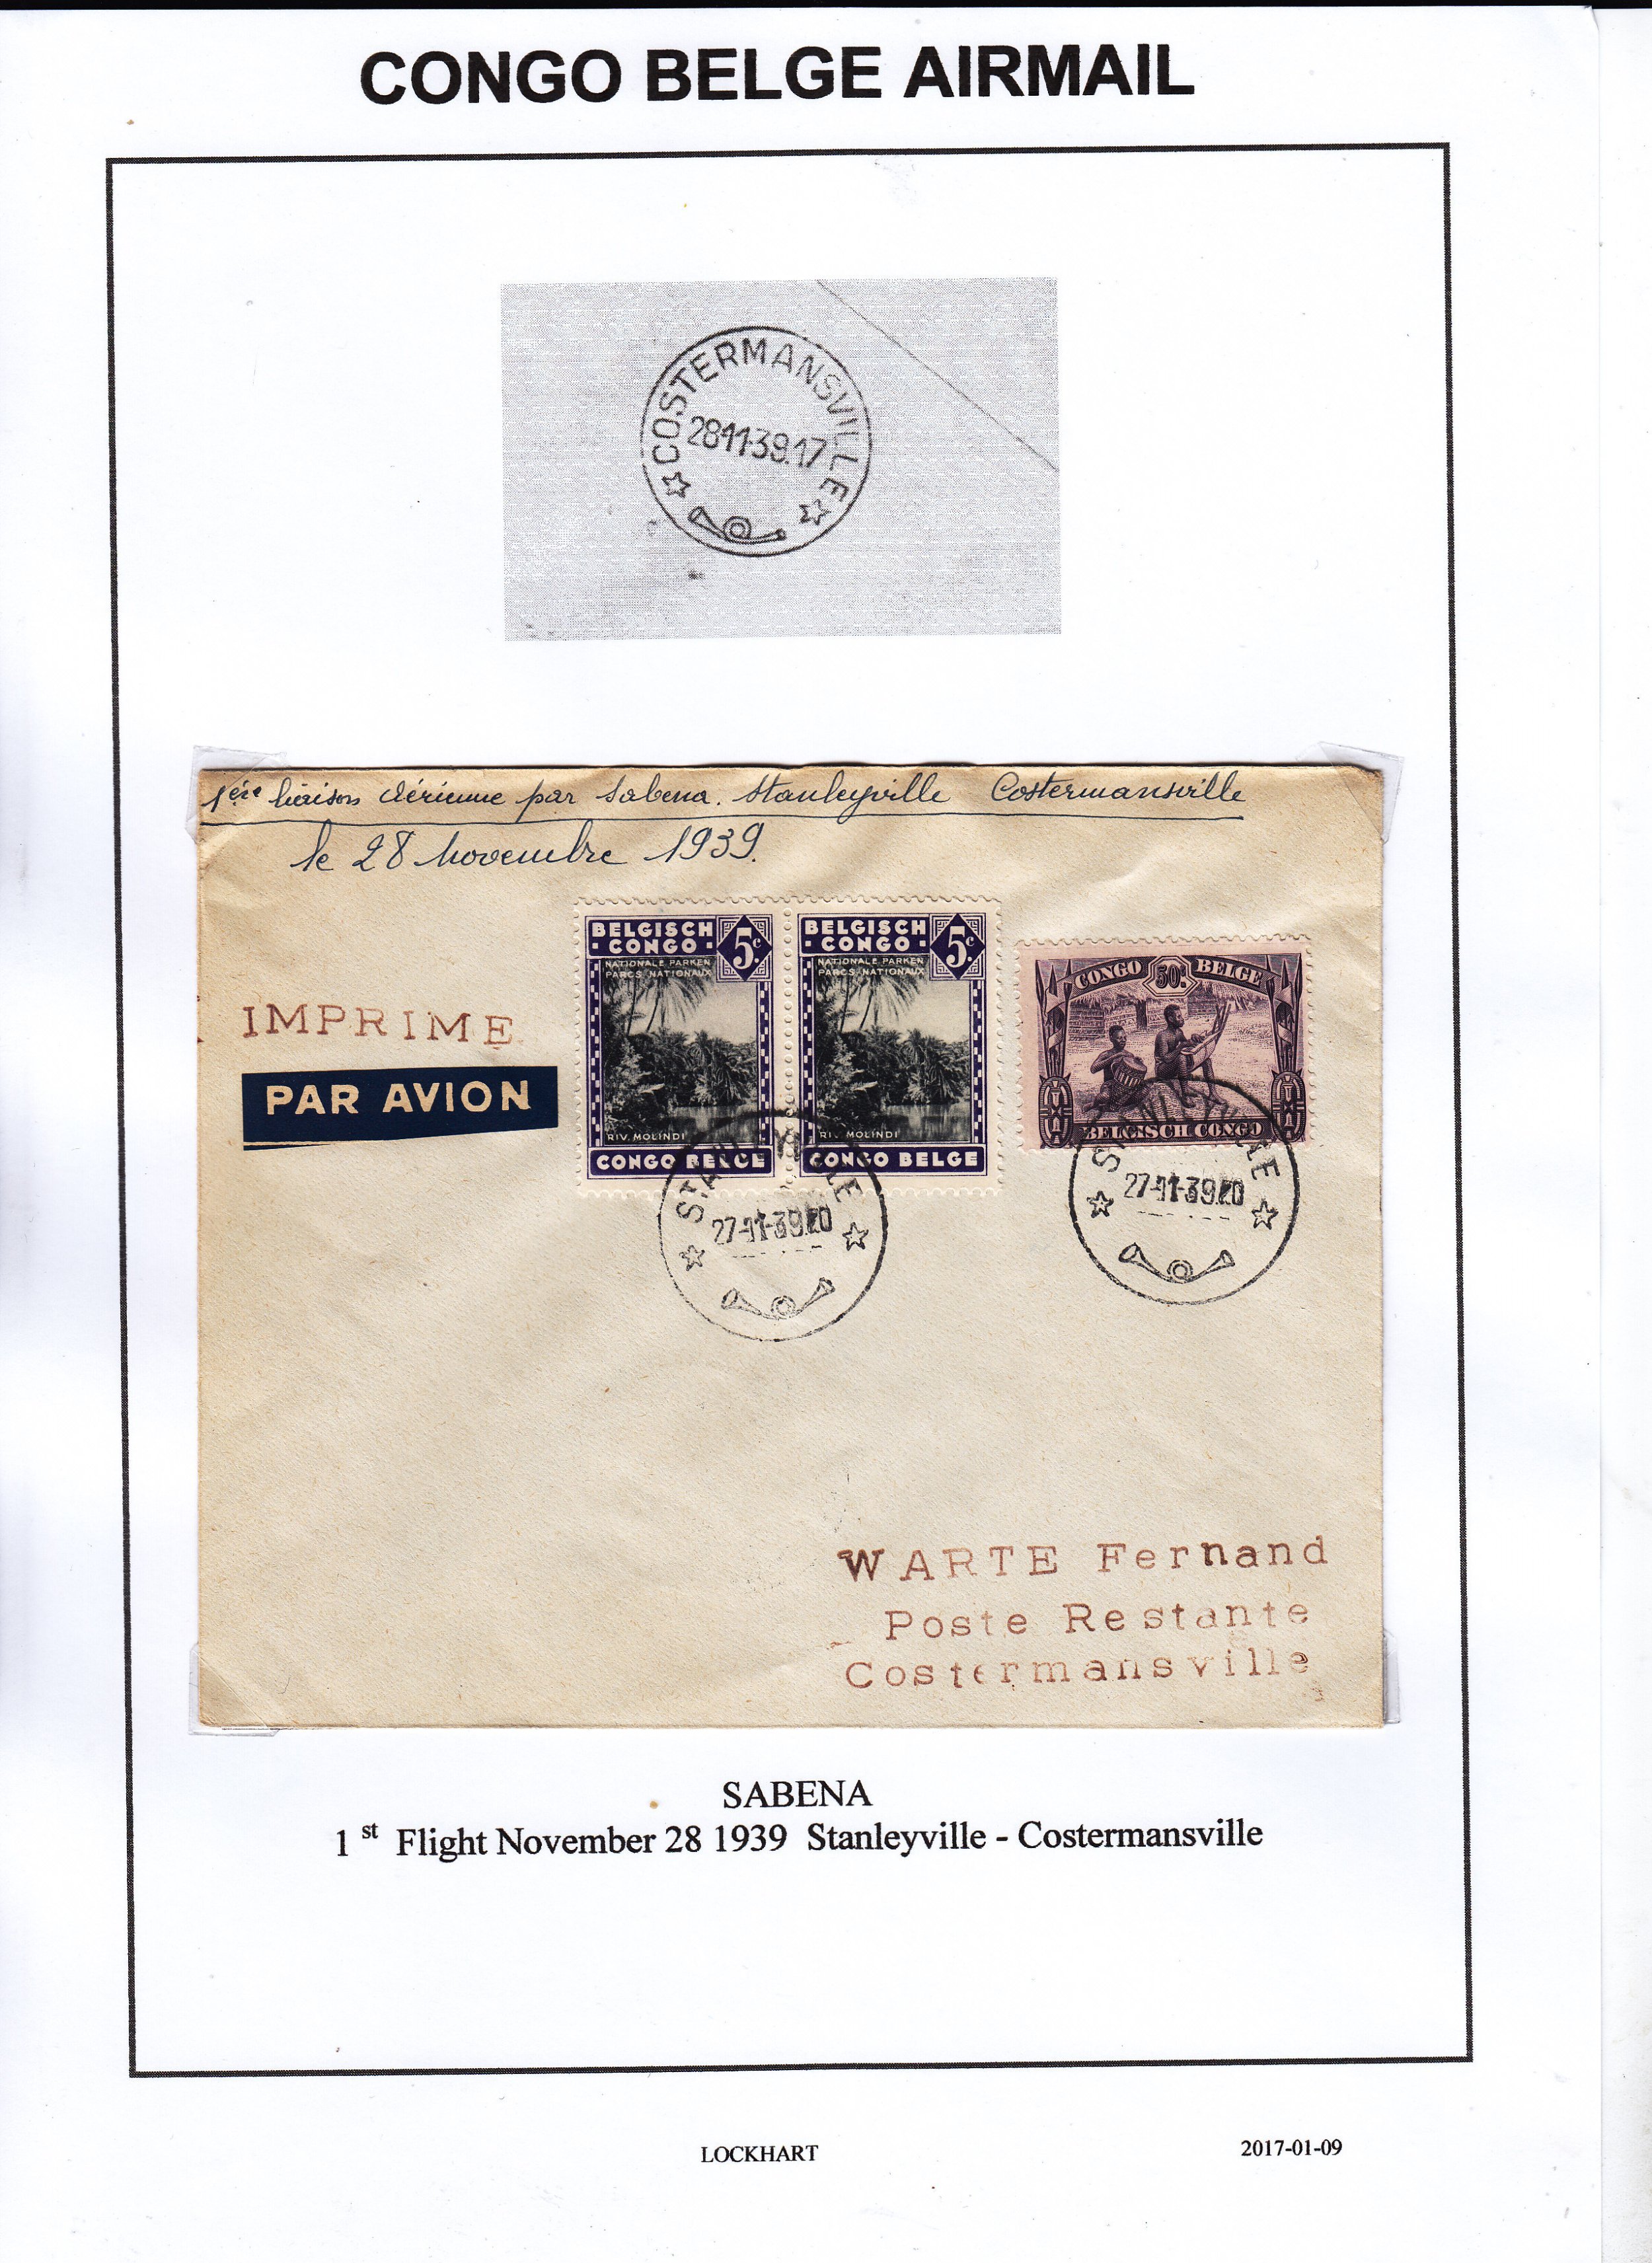 CONGO BELGE AIRMAIL
COSTERMANSVILLE
28-11-39.17
1ère liaison aérienne par Sabena. Stanleyville Costermansville
le 28 Novembre 1939.
BELGISCH CONGO 5c
NATIONALE PARKEN
PARCS NATIONAUX
RIV. MOLINDI
CONGO BELGE
BELGISCH CONGO 5c
NATIONALE PARKEN
PARCS NATIONAUX
RIV. MOLINDI
CONGO BELGE
CONGO 50c BELGE
BELGISCH CONGO
IMPRIME
PAR AVION
STANLEYVILLE
27-11-39.20
STANLEYVILLE
27-11-39.20
WARTE Fernand
Poste Restante
Costermansville
SABENA
1st Flight November 28 1939 Stanleyville - Costermansville
LOCKHART
2017-01-09